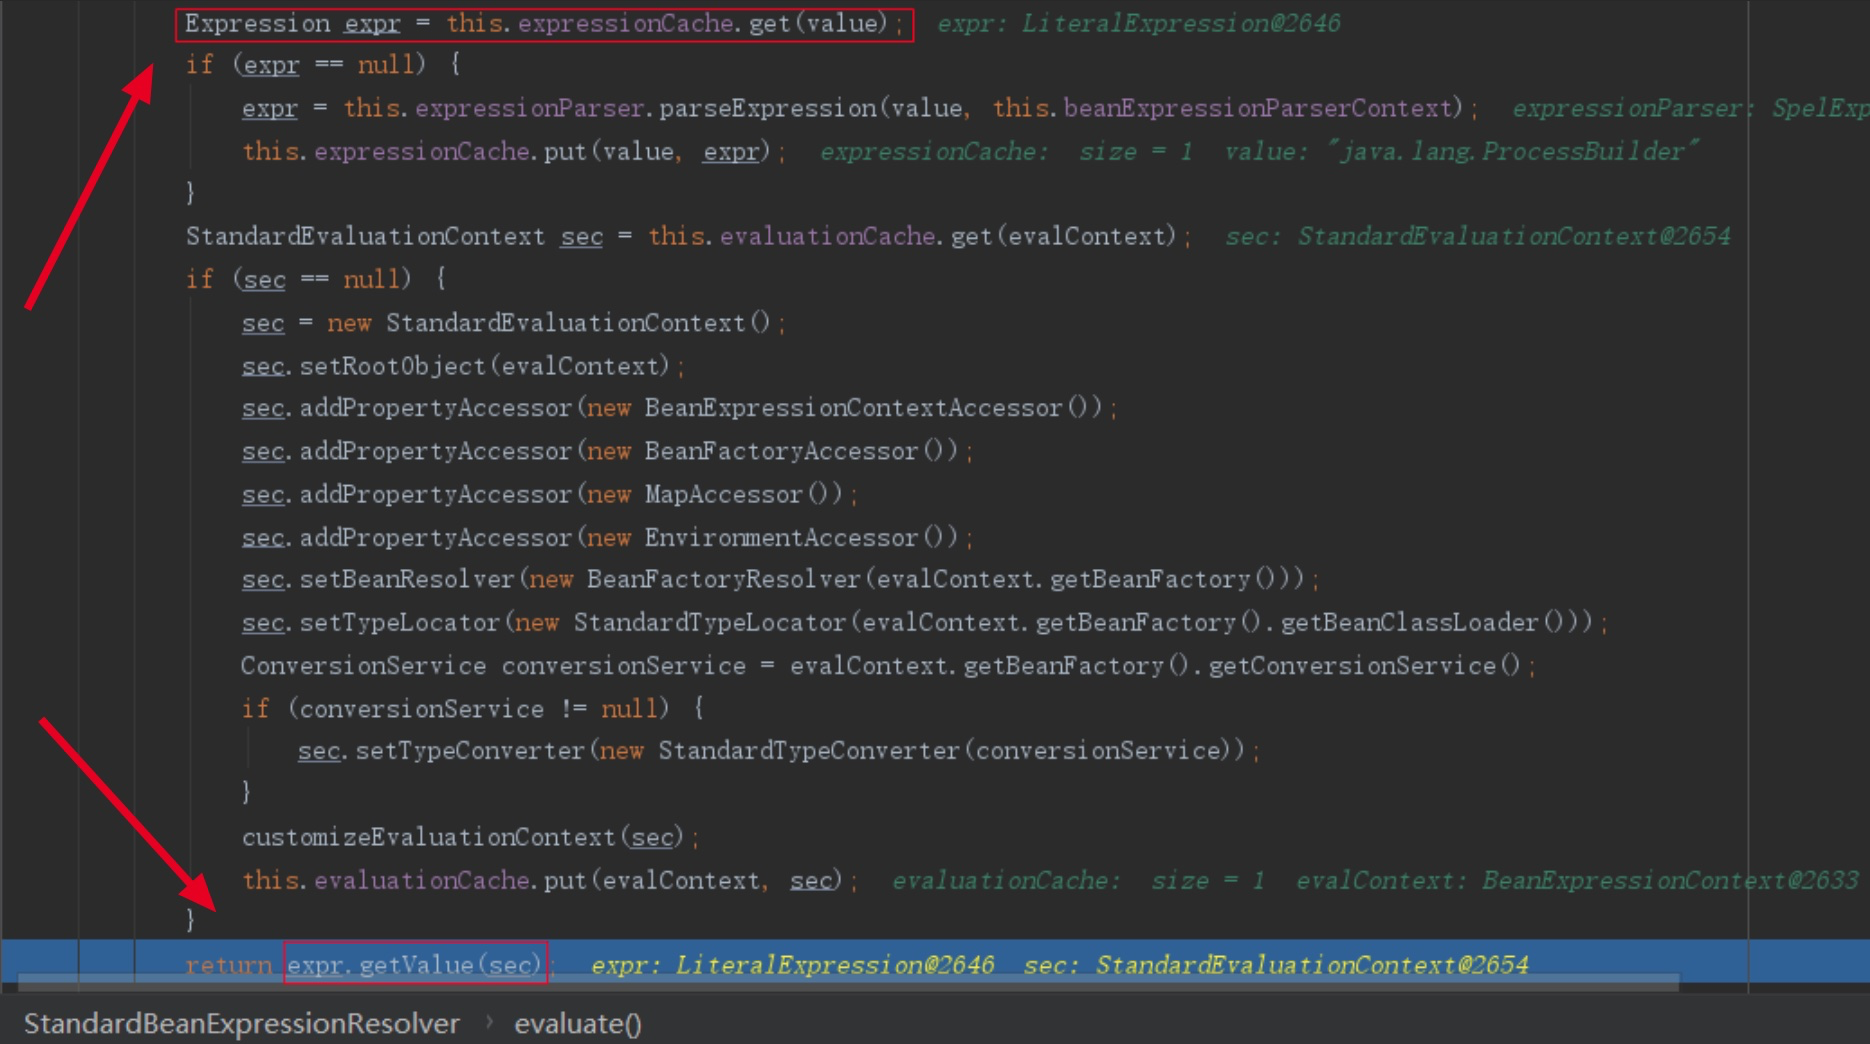 Expression expr = this.expressionCache.get(value); expr: LiteralExpression@2646
if (expr == null) {
expr = this.expressionParser.parseExpression(value, this.beanExpressionParserContext); expressionParser: SpelExp
this.expressionCache.put(value, expr); expressionCache: size = 1 value: "java.lang.ProcessBuilder"
}
StandardEvaluationContext sec = this.evaluationCache.get(evalContext); sec: StandardEvaluationContext@2654
if (sec == null) {
sec = new StandardEvaluationContext();
sec.setRootObject(evalContext);
sec.addPropertyAccessor(new BeanExpressionContextAccessor());
sec.addPropertyAccessor(new BeanFactoryAccessor());
sec.addPropertyAccessor(new MapAccessor());
sec.addPropertyAccessor(new EnvironmentAccessor());
sec.setBeanResolver(new BeanFactoryResolver(evalContext.getBeanFactory()));
sec.setTypeLocator(new StandardTypeLocator(evalContext.getBeanFactory().getBeanClassLoader()));
ConversionService conversionService = evalContext.getBeanFactory().getConversionService();
if (conversionService != null) {
sec.setTypeConverter(new StandardTypeConverter(conversionService));
}
customizeEvaluationContext(sec);
this.evaluationCache.put(evalContext, sec); evaluationCache: size = 1 evalContext: BeanExpressionContext@2633
}
return expr.getValue(sec); expr: LiteralExpression@2646 sec: StandardEvaluationContext@2654
StandardBeanExpressionResolver › evaluate()